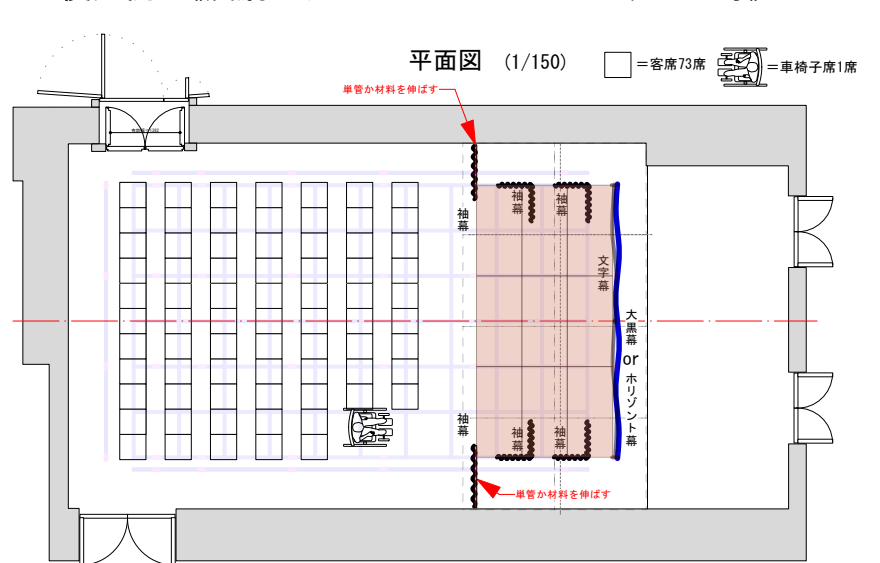 平面図 (1/150)
＝客席73席
＝車椅子席1席
単管か材料を伸ばす
袖幕
袖幕
袖幕
文字幕
大黒幕 or ホリゾント幕
袖幕
袖幕
袖幕
単管か材料を伸ばす